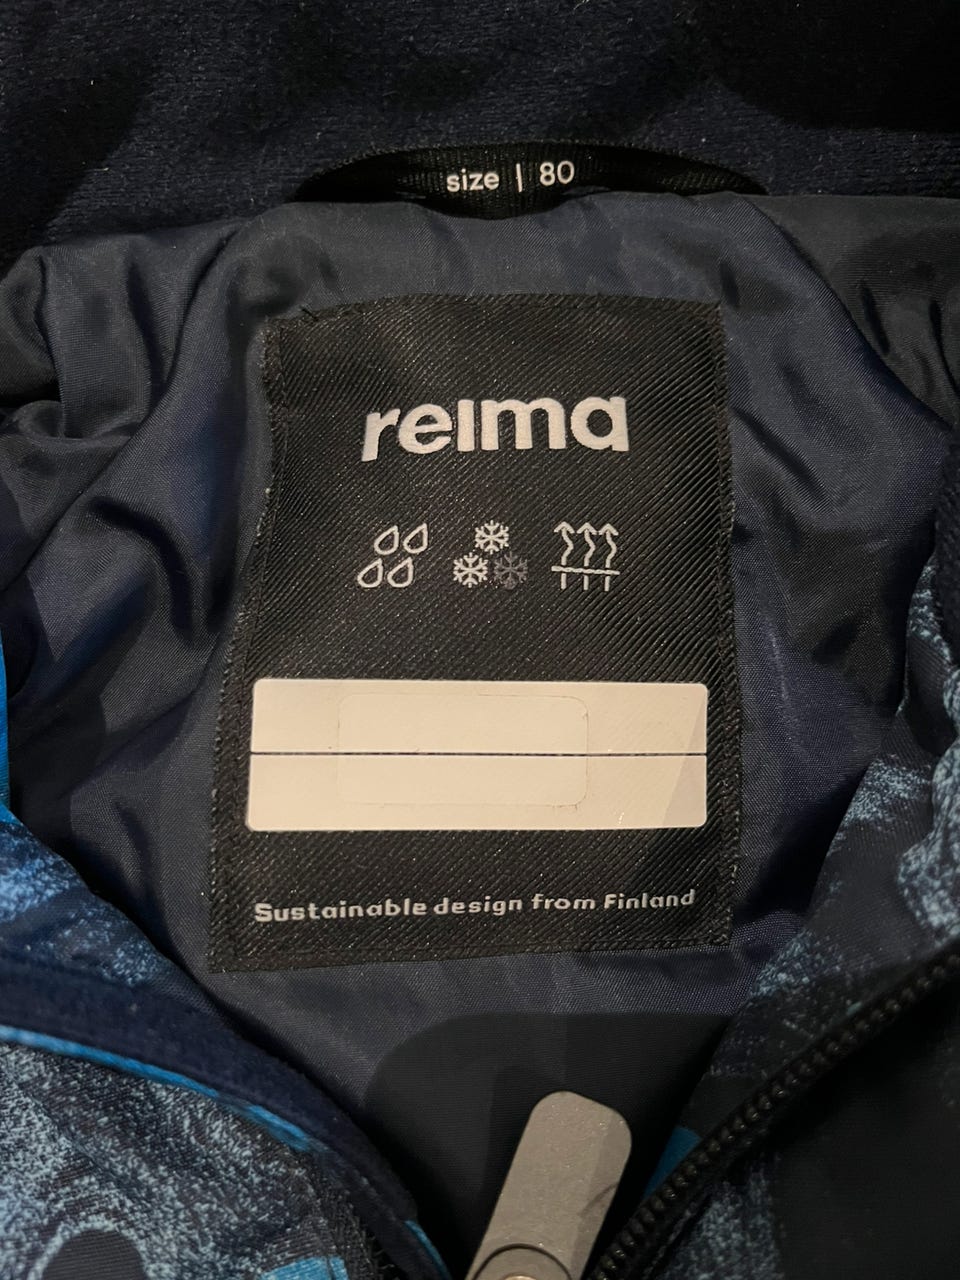 size | 80
reima
Sustainable design from Finland